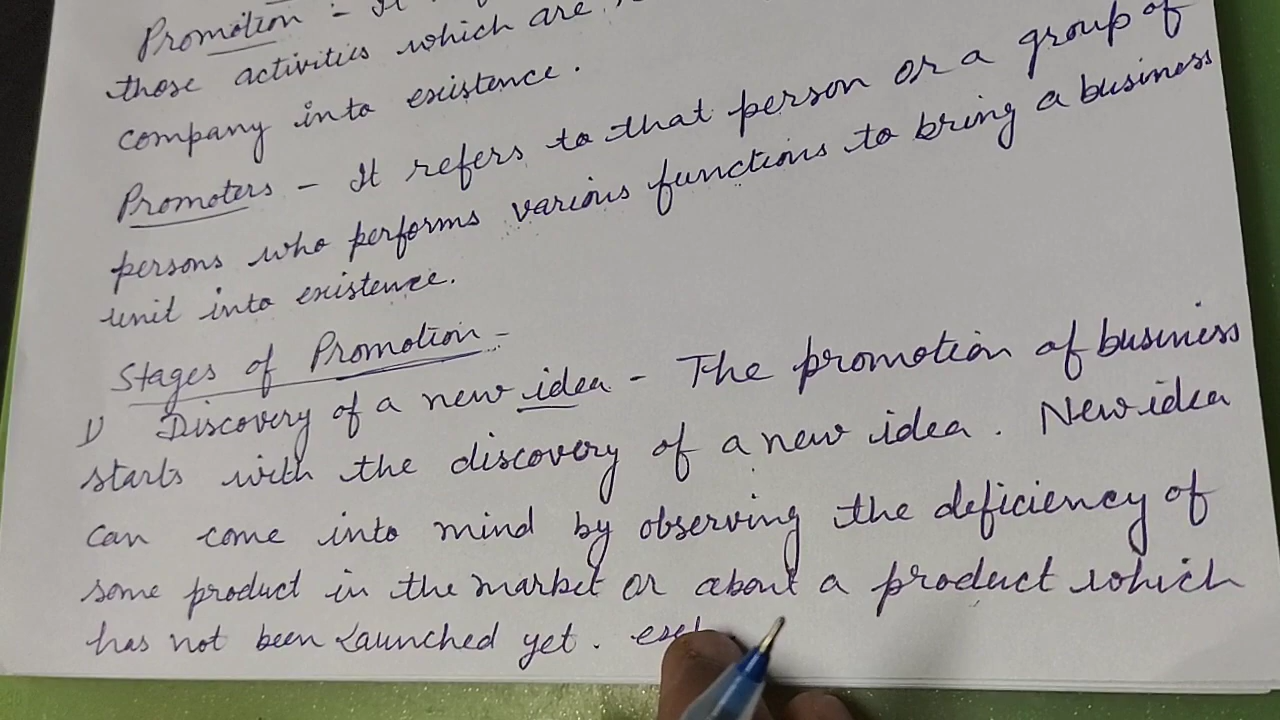 Promotion :- It
those activities which are
company into existence.
Promoters - It refers to that person or a group of
persons who performs various functions to bring a business
unit into existence.
Stages of Promotion -
1) Discovery of a new idea - The promotion of business
starts with the discovery of a new idea. New idea
can come into mind by observing the deficiency of
some product in the market or about a product which
has not been launched yet.